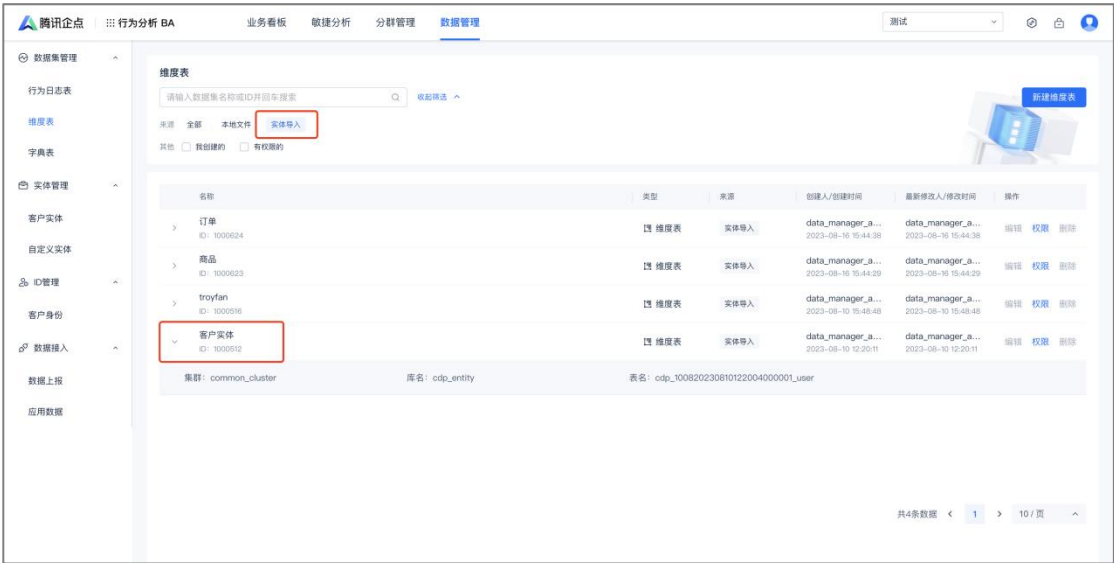 腾讯企点 行为分析 BA 业务看板 敏捷分析 分群管理 数据管理 测试
数据集管理
行为日志表
维度表
字典表
实体管理
客户实体
自定义实体
ID管理
客户身份
数据接入
数据上报
应用数据
维度表
请输入数据集名称或ID并回车搜索 收起筛选
新建维度表
来源 全部 本地文件 实体导入
其他 我创建的 有权限的
名称 类型 来源 创建人/创建时间 最新修改人/修改时间 操作
订单 维度表 实体导入 data_manager_a... data_manager_a... 编辑 权限 删除
ID: 1000624 2023-08-16 15:44:38 2023-08-16 15:44:38
商品 维度表 实体导入 data_manager_a... data_manager_a... 编辑 权限 删除
ID: 1000623 2023-08-16 15:44:29 2023-08-16 15:44:29
troyfan 维度表 实体导入 data_manager_a... data_manager_a... 编辑 权限 删除
ID: 1000516 2023-08-10 15:48:48 2023-08-10 15:48:48
客户实体 维度表 实体导入 data_manager_a... data_manager_a... 编辑 权限 删除
ID: 1000512 2023-08-10 12:20:11 2023-08-10 12:20:11
集群: common_cluster 库名: cdp_entity 表名: cdp_100820230810122004000001_user
共4条数据 1 10 / 页